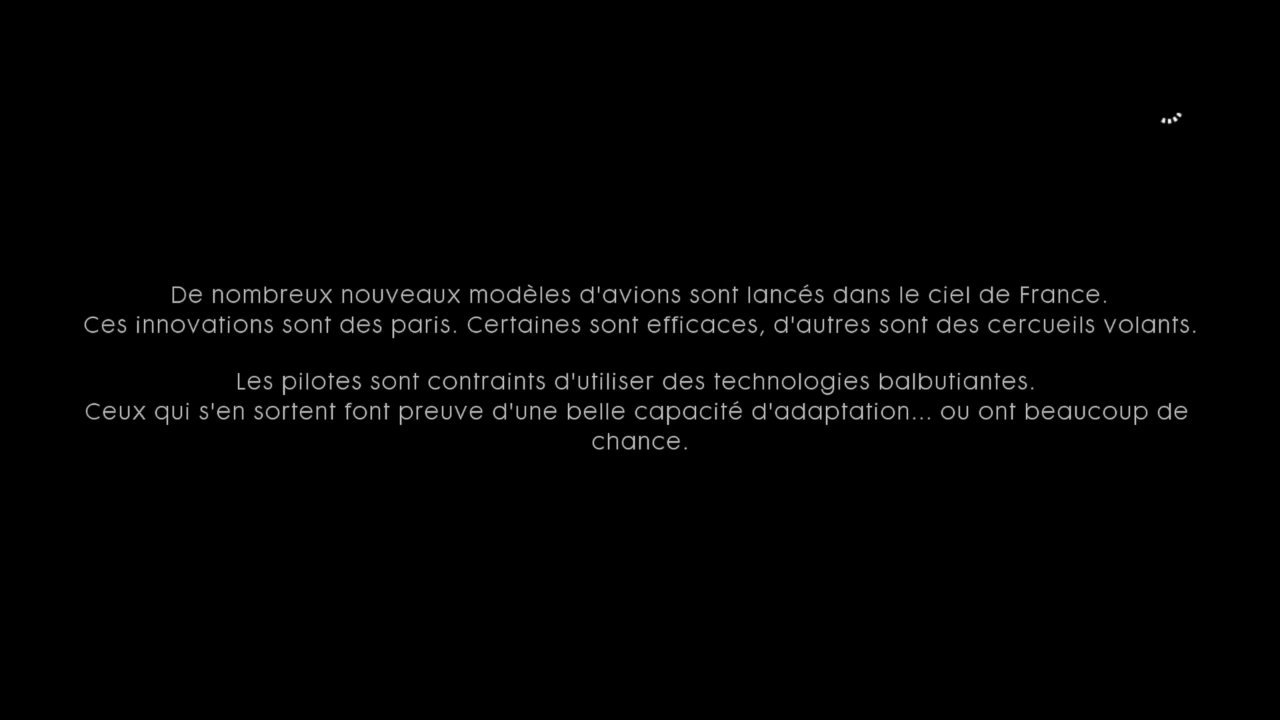 De nombreux nouveaux modèles d'avions sont lancés dans le ciel de France.
Ces innovations sont des paris. Certaines sont efficaces, d'autres sont des cercueils volants.
Les pilotes sont contraints d'utiliser des technologies balbutiantes.
Ceux qui s'en sortent font preuve d'une belle capacité d'adaptation... ou ont beaucoup de
chance.